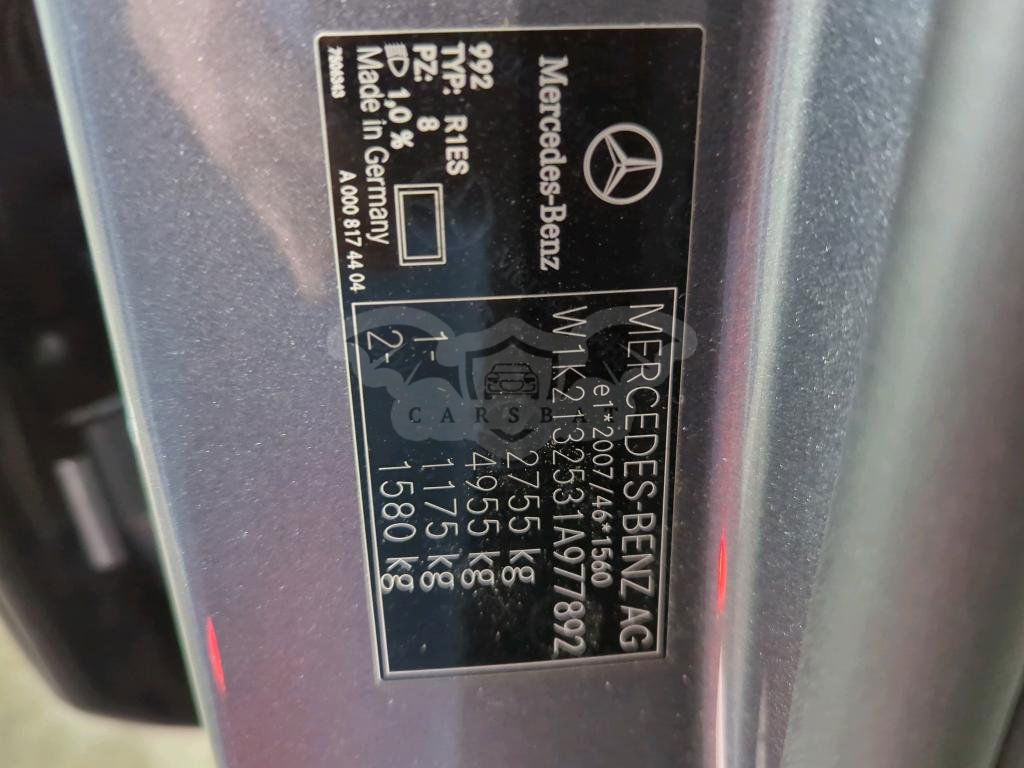 Mercedes-Benz
992
TYP: R1ES
PZ: 8
1,0 %
Made in Germany
A 000 817 44 04
MERCEDES-BENZ AG
e1*2007/46*1560
W1K2132531A977892
2755 kg
4955 kg
1- 1175 kg
2- 1580 kg
CARSBA